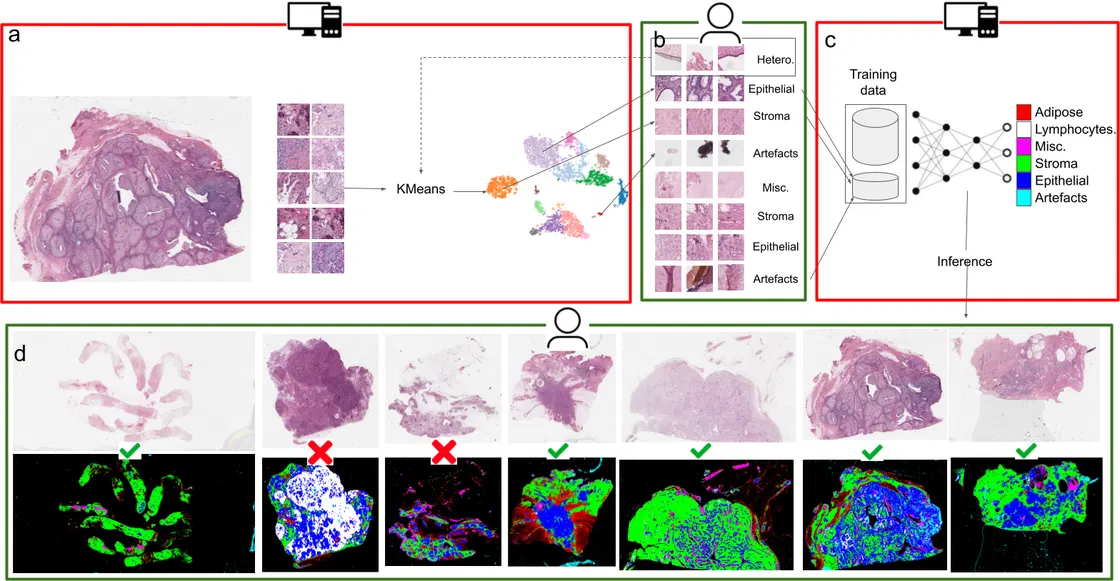 a
KMeans
b
Hetero.
Epithelial
Stroma
Artefacts
Misc.
Stroma
Epithelial
Artefacts
c
Training
data
Adipose
Lymphocytes.
Misc.
Stroma
Epithelial
Artefacts
Inference
d